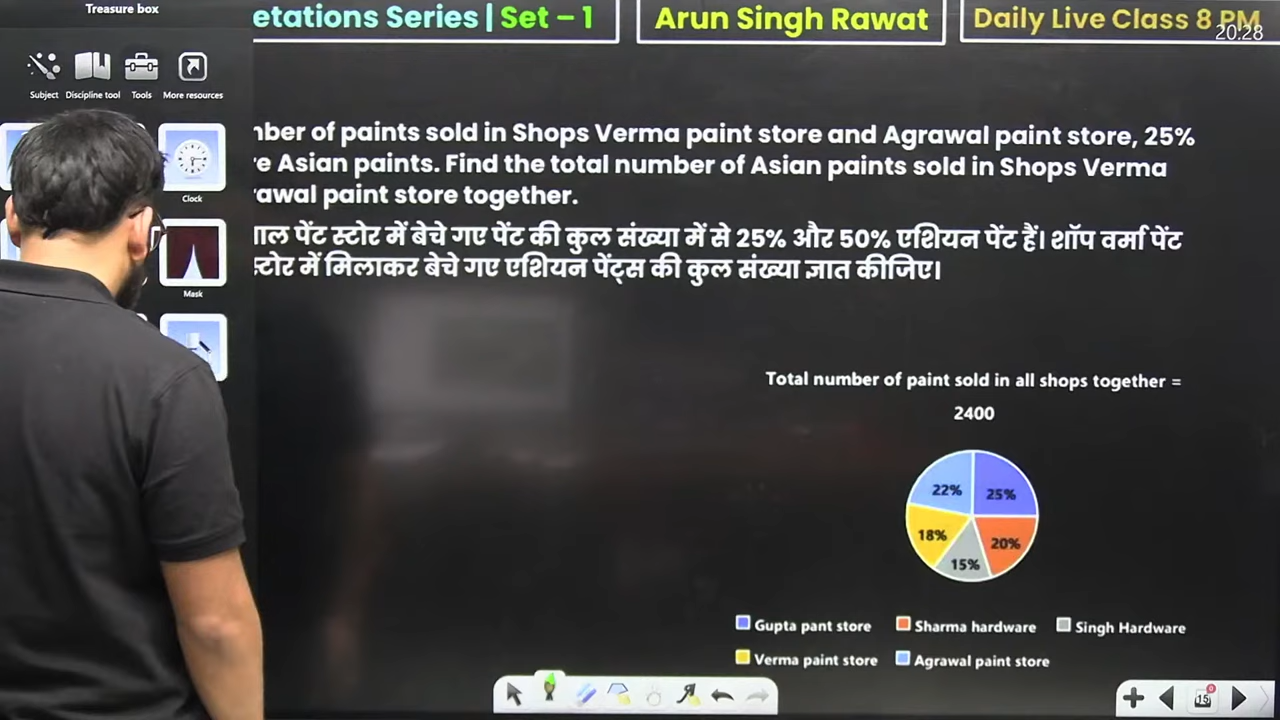 Treasure box
etations Series | Set – 1
Arun Singh Rawat
Daily Live Class 8 PM
20:28
Subject
Discipline tool
Tools
More resources
Clock
Mask
of paints sold in Shops Verma paint store and Agrawal paint store, 25%
Asian paints. Find the total number of Asian paints sold in Shops Verma
paint store together.
पेंट स्टोर में बेचे गए पेंट की कुल संख्या में से 25% और 50% एशियन पेंट हैं। शॉप वर्मा पेंट
स्टोर में मिलाकर बेचे गए एशियन पेंट्स की कुल संख्या ज्ञात कीजिए।
Total number of paint sold in all shops together =
2400
22%
25%
18%
20%
15%
Gupta pant store
Sharma hardware
Singh Hardware
Verma paint store
Agrawal paint store
15